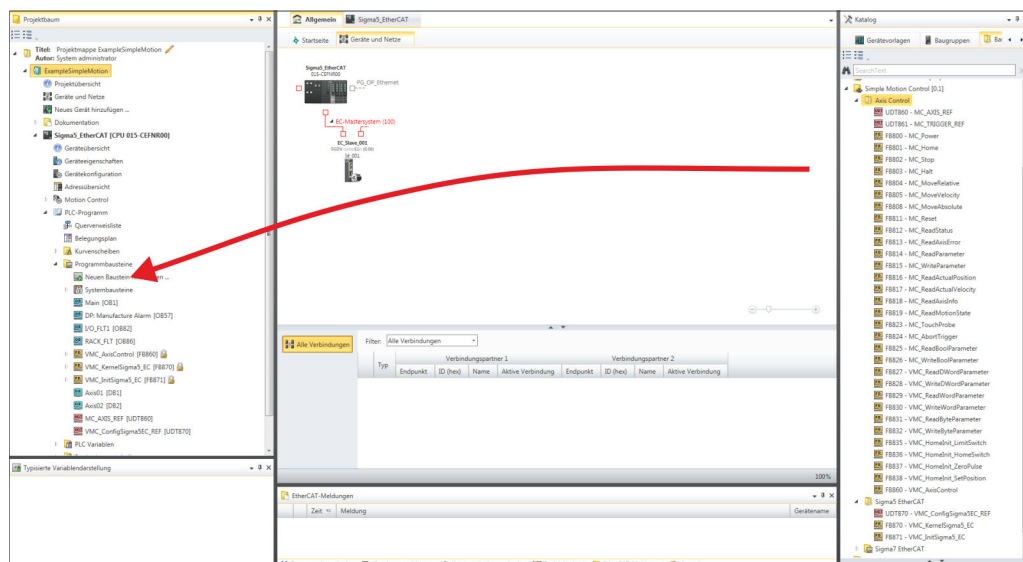 Projektbaum
Titel: Projektmappe ExampleSimpleMotion
Autor: System administrator
ExampleSimpleMotion
Projektübersicht
Geräte und Netze
Neues Gerät hinzufügen ...
Dokumentation
Sigma5_EtherCAT [CPU 015-CEFNR00]
Geräteübersicht
Geräteeigenschaften
Gerätekonfiguration
Adressübersicht
Motion Control
PLC-Programm
Querverweisliste
Belegungsplan
Kurvenscheiben
Programmbausteine
Neuen Baustein
Systembausteine
Main [OB1]
DP: Manufacture Alarm [OB57]
I/O_FLT1 [OB82]
RACK_FLT [OB86]
VMC_AxisControl [FB860]
VMC_KernelSigma5_EC [FB870]
VMC_InitSigma5_EC [FB871]
Axis01 [DB1]
Axis02 [DB2]
MC_AXIS_REF [UDT860]
VMC_ConfigSigma5EC_REF [UDT870]
PLC Variablen
Typisierte Variablendarstellung
Allgemein Sigma5_EtherCAT
Startseite Geräte und Netze
Sigma5_EtherCAT
015-CEFNR00
PG_OP_Ethernet
EC-Mastersystem (100)
EC_Slave_001
Alle Verbindungen
Filter: Alle Verbindungen
Verbindungspartner 1 Verbindungspartner 2
Typ Endpunkt ID (hex) Name Aktive Verbindung Endpunkt ID (hex) Name Aktive Verbindung
100%
EtherCAT-Meldungen
Zeit Meldung Gerätename
Katalog
Gerätevorlagen Baugruppen Bau
SearchText
Simple Motion Control [0.1]
Axis Control
UDT860 - MC_AXIS_REF
UDT861 - MC_TRIGGER_REF
FB800 - MC_Power
FB801 - MC_Home
FB802 - MC_Stop
FB803 - MC_Halt
FB804 - MC_MoveRelative
FB805 - MC_MoveVelocity
FB808 - MC_MoveAbsolute
FB811 - MC_Reset
FB812 - MC_ReadStatus
FB813 - MC_ReadAxisError
FB814 - MC_ReadParameter
FB815 - MC_WriteParameter
FB816 - MC_ReadActualPosition
FB817 - MC_ReadActualVelocity
FB818 - MC_ReadAxisInfo
FB819 - MC_ReadMotionState
FB823 - MC_TouchProbe
FB824 - MC_AbortTrigger
FB825 - MC_ReadBoolParameter
FB826 - MC_WriteBoolParameter
FB827 - VMC_ReadDWordParameter
FB828 - VMC_WriteDWordParameter
FB829 - VMC_ReadWordParameter
FB830 - VMC_WriteWordParameter
FB831 - VMC_ReadByteParameter
FB832 - VMC_WriteByteParameter
FB835 - VMC_HomeInit_LimitSwitch
FB836 - VMC_HomeInit_HomeSwitch
FB837 - VMC_HomeInit_ZeroPulse
FB838 - VMC_HomeInit_SetPosition
FB860 - VMC_AxisControl
Sigma5 EtherCAT
UDT870 - VMC_ConfigSigma5EC_REF
FB870 - VMC_KernelSigma5_EC
FB871 - VMC_InitSigma5_EC
Sigma7 EtherCAT